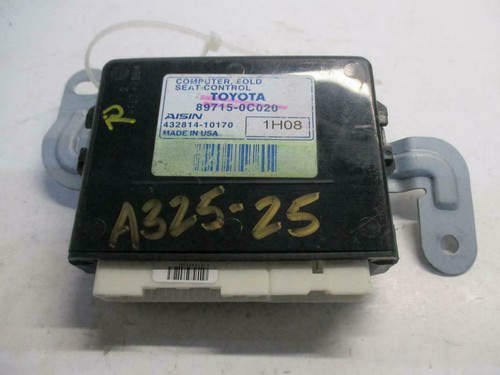 COMPUTER, FOLD
SEAT CONTROL
TOYOTA
89715-0C020
AISIN
432814-10170
MADE IN USA
1H08
R
A325-25